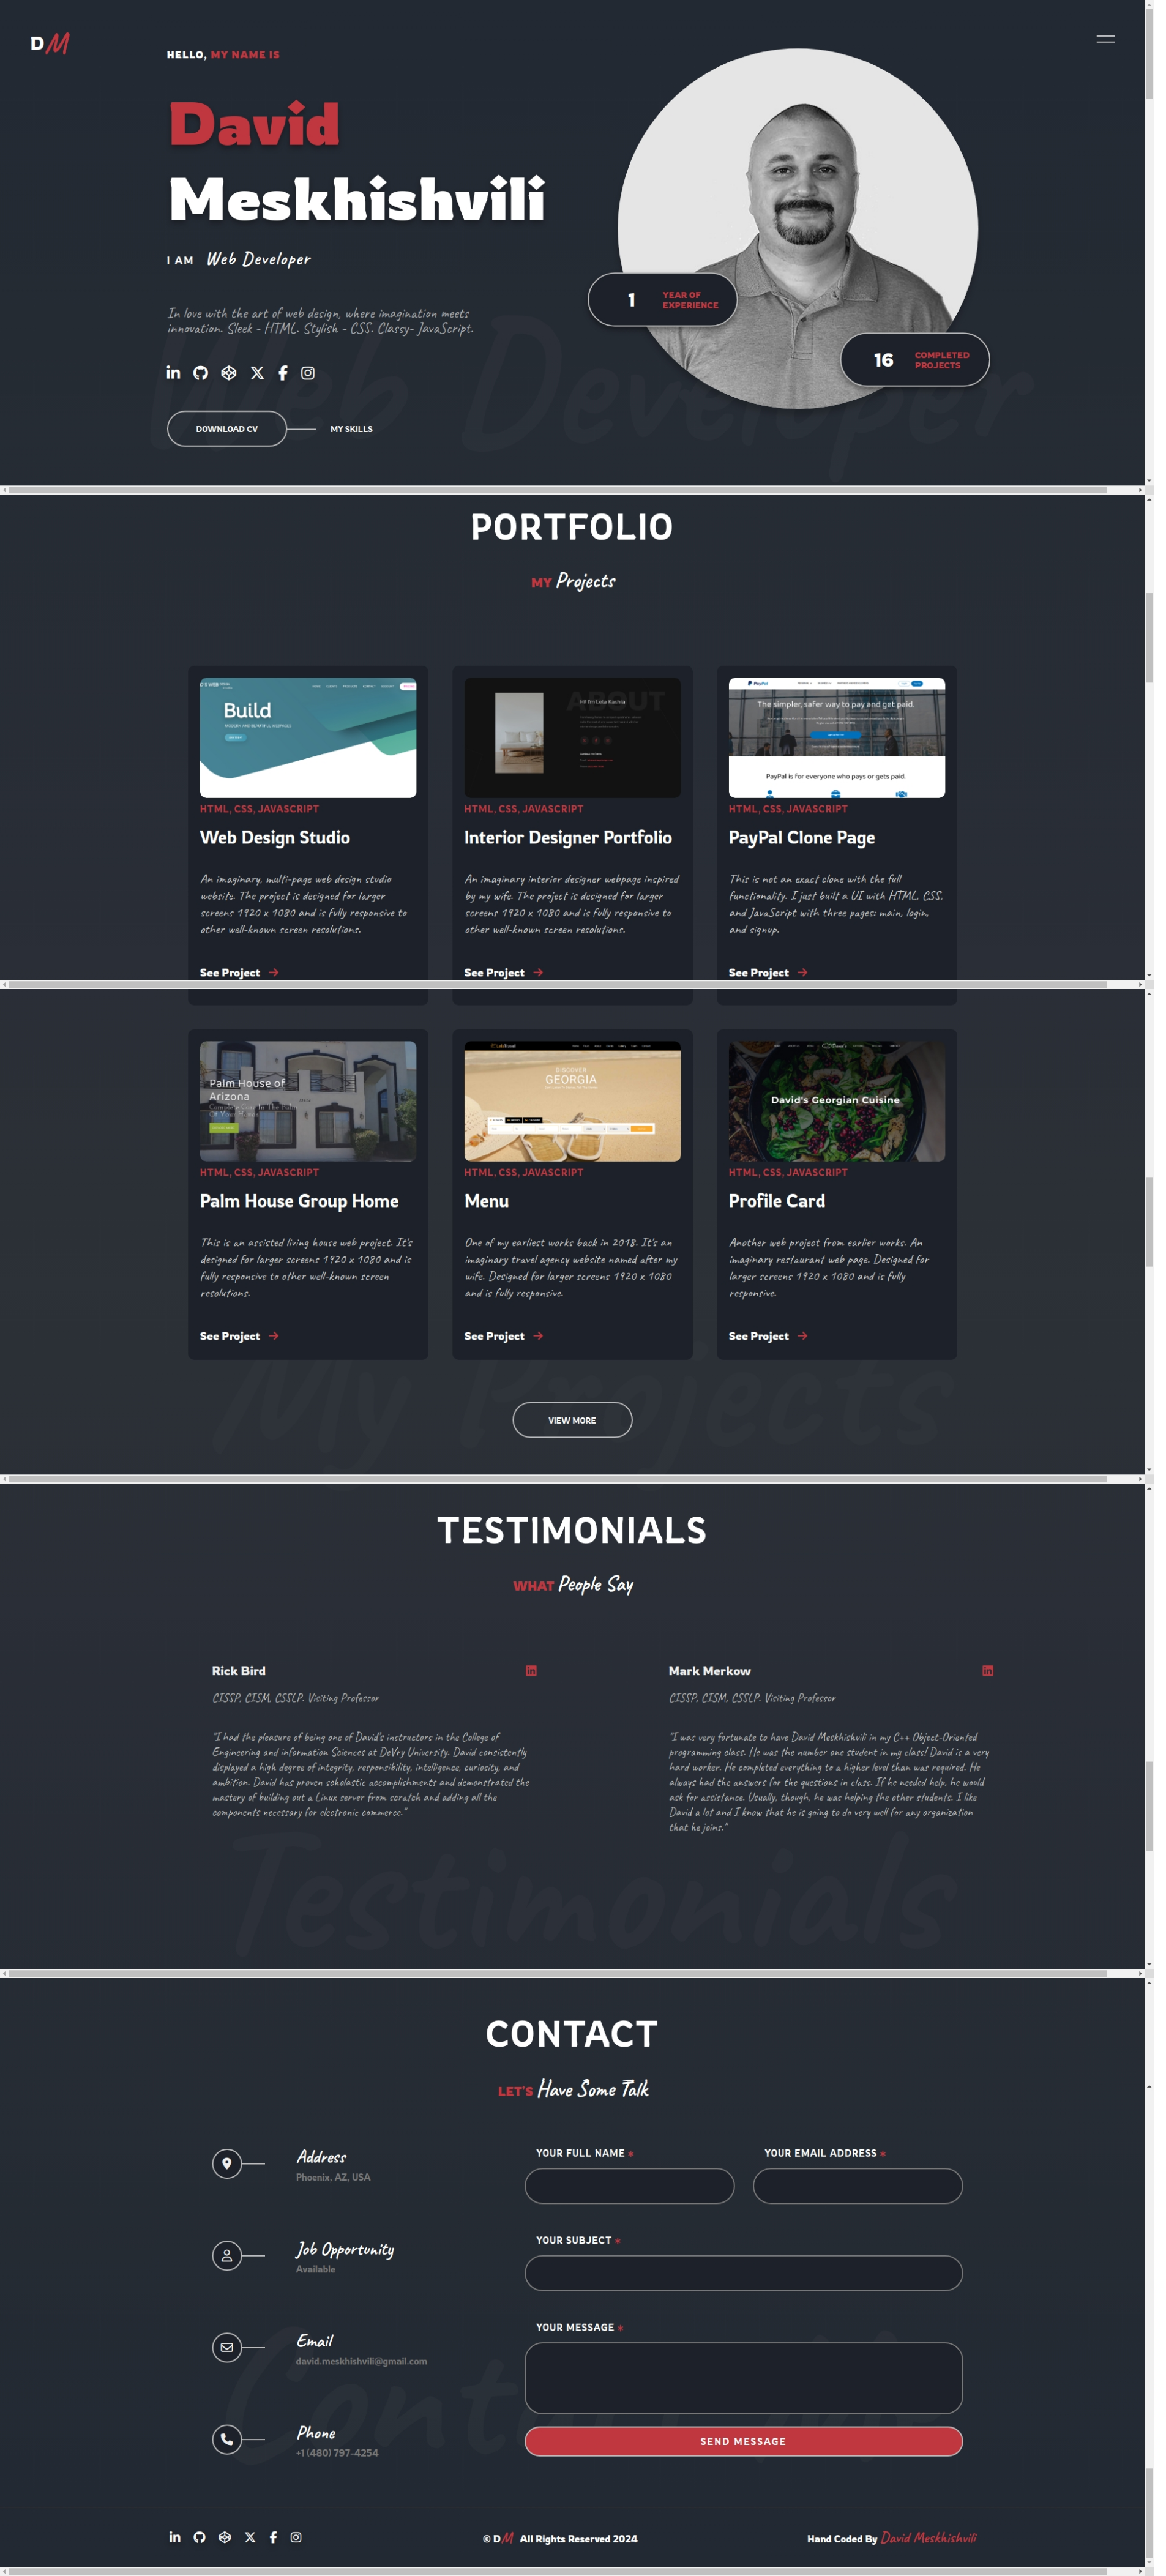 DM
HELLO, MY NAME IS
David
Meskhishvili
I AM Web Developer
In love with the art of web design, where imagination meets
innovation. Sleek - HTML. Stylish - CSS. Classy- JavaScript.
DOWNLOAD CV
MY SKILLS
1 YEAR OF
EXPERIENCE
16 COMPLETED
PROJECTS
Web Developer
PORTFOLIO
MY Projects
Build
HTML, CSS, JAVASCRIPT
Web Design Studio
An imaginary, multi-page web design studio
website. The project is designed for larger
screens 1920 x 1080 and is fully responsive to
other well-known screen resolutions.
See Project
ABOUT
HTML, CSS, JAVASCRIPT
Interior Designer Portfolio
An imaginary interior designer webpage inspired
by my wife. The project is designed for larger
screens 1920 x 1080 and is fully responsive to
other well-known screen resolutions.
See Project
PayPal
The simpler, safer way to pay and get paid.
PayPal is for everyone who pays or gets paid.
HTML, CSS, JAVASCRIPT
PayPal Clone Page
This is not an exact clone with the full
functionality. I just built a UI with HTML, CSS,
and JavaScript with three pages: main, login,
and signup.
See Project
Palm House of
Arizona
HTML, CSS, JAVASCRIPT
Palm House Group Home
This is an assisted living house web project. It's
designed for larger screens 1920 x 1080 and is
fully responsive to other well-known screen
resolutions.
See Project
DISCOVER
GEORGIA
HTML, CSS, JAVASCRIPT
Menu
One of my earliest works back in 2018. It's an
imaginary travel agency website named after my
wife. Designed for larger screens 1920 x 1080
and is fully responsive.
See Project
David's Georgian Cuisine
HTML, CSS, JAVASCRIPT
Profile Card
Another web project from earlier works. An
imaginary restaurant web page. Designed for
larger screens 1920 x 1080 and is fully
responsive.
See Project
My Projects
VIEW MORE
TESTIMONIALS
WHAT People Say
Rick Bird
CISSP, CISM, CSSLP. Visiting Professor
"I had the pleasure of being one of David's instructors in the College of
Engineering and information Sciences at DeVry University. David consistently
displayed a high degree of integrity, responsibility, intelligence, curiosity, and
ambition. David has proven scholastic accomplishments and demonstrated the
mastery of building out a Linux server from scratch and adding all the
components necessary for electronic commerce."
Mark Merkow
CISSP, CISM, CSSLP. Visiting Professor
"I was very fortunate to have David Meskhishvili in my C++ Object-Oriented
programming class. He was the number one student in my class! David is a very
hard worker. He completed everything to a higher level than was required. He
always had the answers for the questions in class. If he needed help, he would
ask for assistance. Usually, though, he was helping the other students. I like
David a lot and I know that he is going to do very well for any organization
that he joins."
Testimonials
CONTACT
LET'S Have Some Talk
Address
Phoenix, AZ, USA
Job Opportunity
Available
Email
david.meskhishvili@gmail.com
Phone
+1 (480) 797-4254
YOUR FULL NAME *
YOUR EMAIL ADDRESS *
YOUR SUBJECT *
YOUR MESSAGE *
SEND MESSAGE
© DM All Rights Reserved 2024
Hand Coded By David Meskhishvili